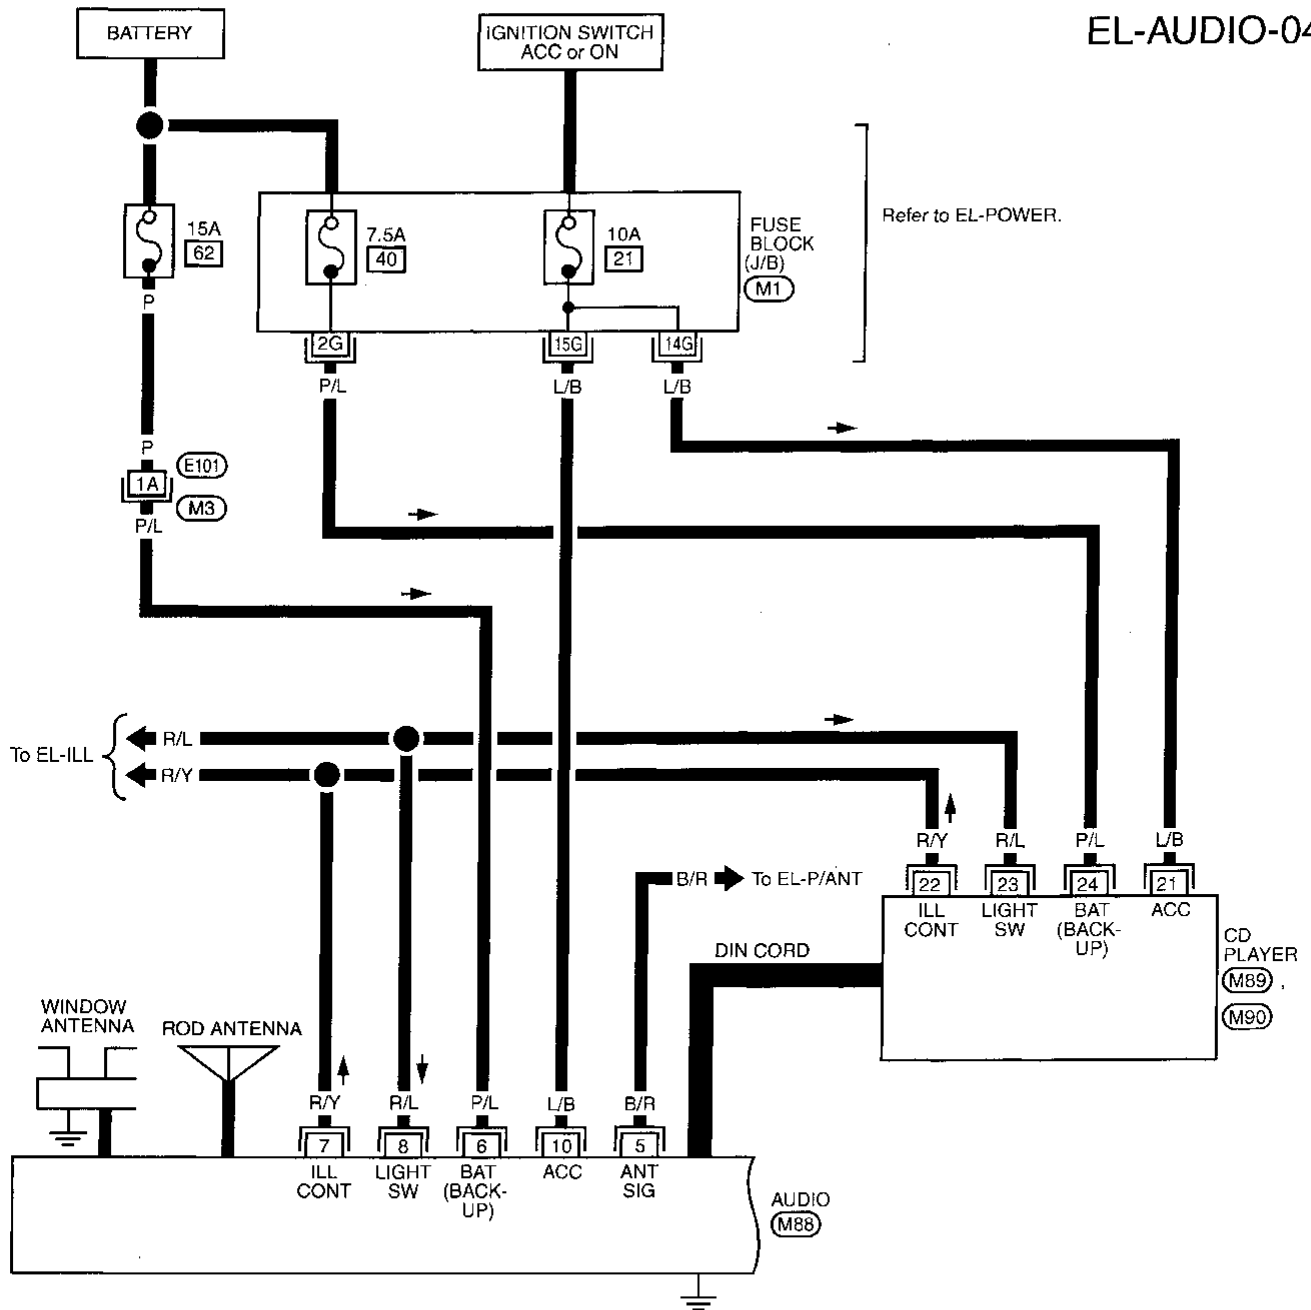 EL-AUDIO-04
BATTERY
IGNITION SWITCH
ACC or ON
15A
62
7.5A
40
10A
21
FUSE
BLOCK
(J/B)
M1
Refer to EL-POWER.
P
2G
15G
14G
P/L
L/B
L/B
P
1A
E101
M3
P/L
To EL-ILL
R/L
R/Y
R/Y
R/L
P/L
L/B
B/R
To EL-P/ANT
22
23
24
21
ILL
CONT
LIGHT
SW
BAT
(BACK-
UP)
ACC
CD
PLAYER
M89 ,
M90
DIN CORD
WINDOW
ANTENNA
ROD ANTENNA
R/Y
R/L
P/L
L/B
B/R
7
8
6
10
5
ILL
CONT
LIGHT
SW
BAT
(BACK-
UP)
ACC
ANT
SIG
AUDIO
M88